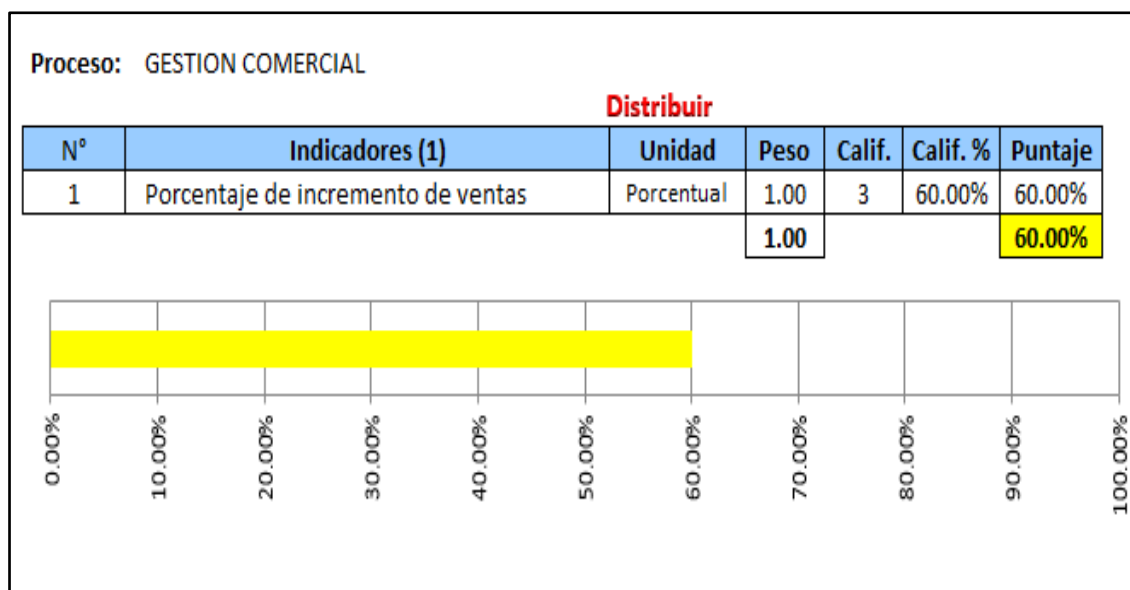 Proceso: GESTION COMERCIAL
Distribuir
N° Indicadores (1) Unidad Peso Calif. Calif. % Puntaje
1 Porcentaje de incremento de ventas Porcentual 1.00 3 60.00% 60.00%
1.00 60.00%
0.00% 10.00% 20.00% 30.00% 40.00% 50.00% 60.00% 70.00% 80.00% 90.00% 100.00%